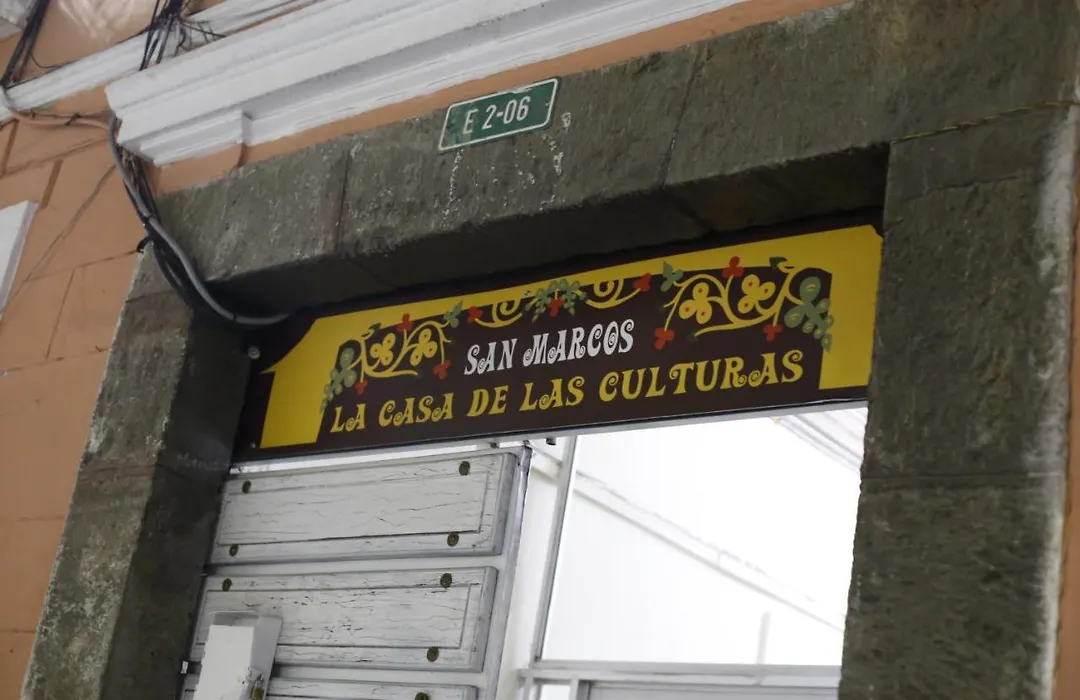 E 2-06
SAN MARCOS
LA CASA DE LAS CULTURAS